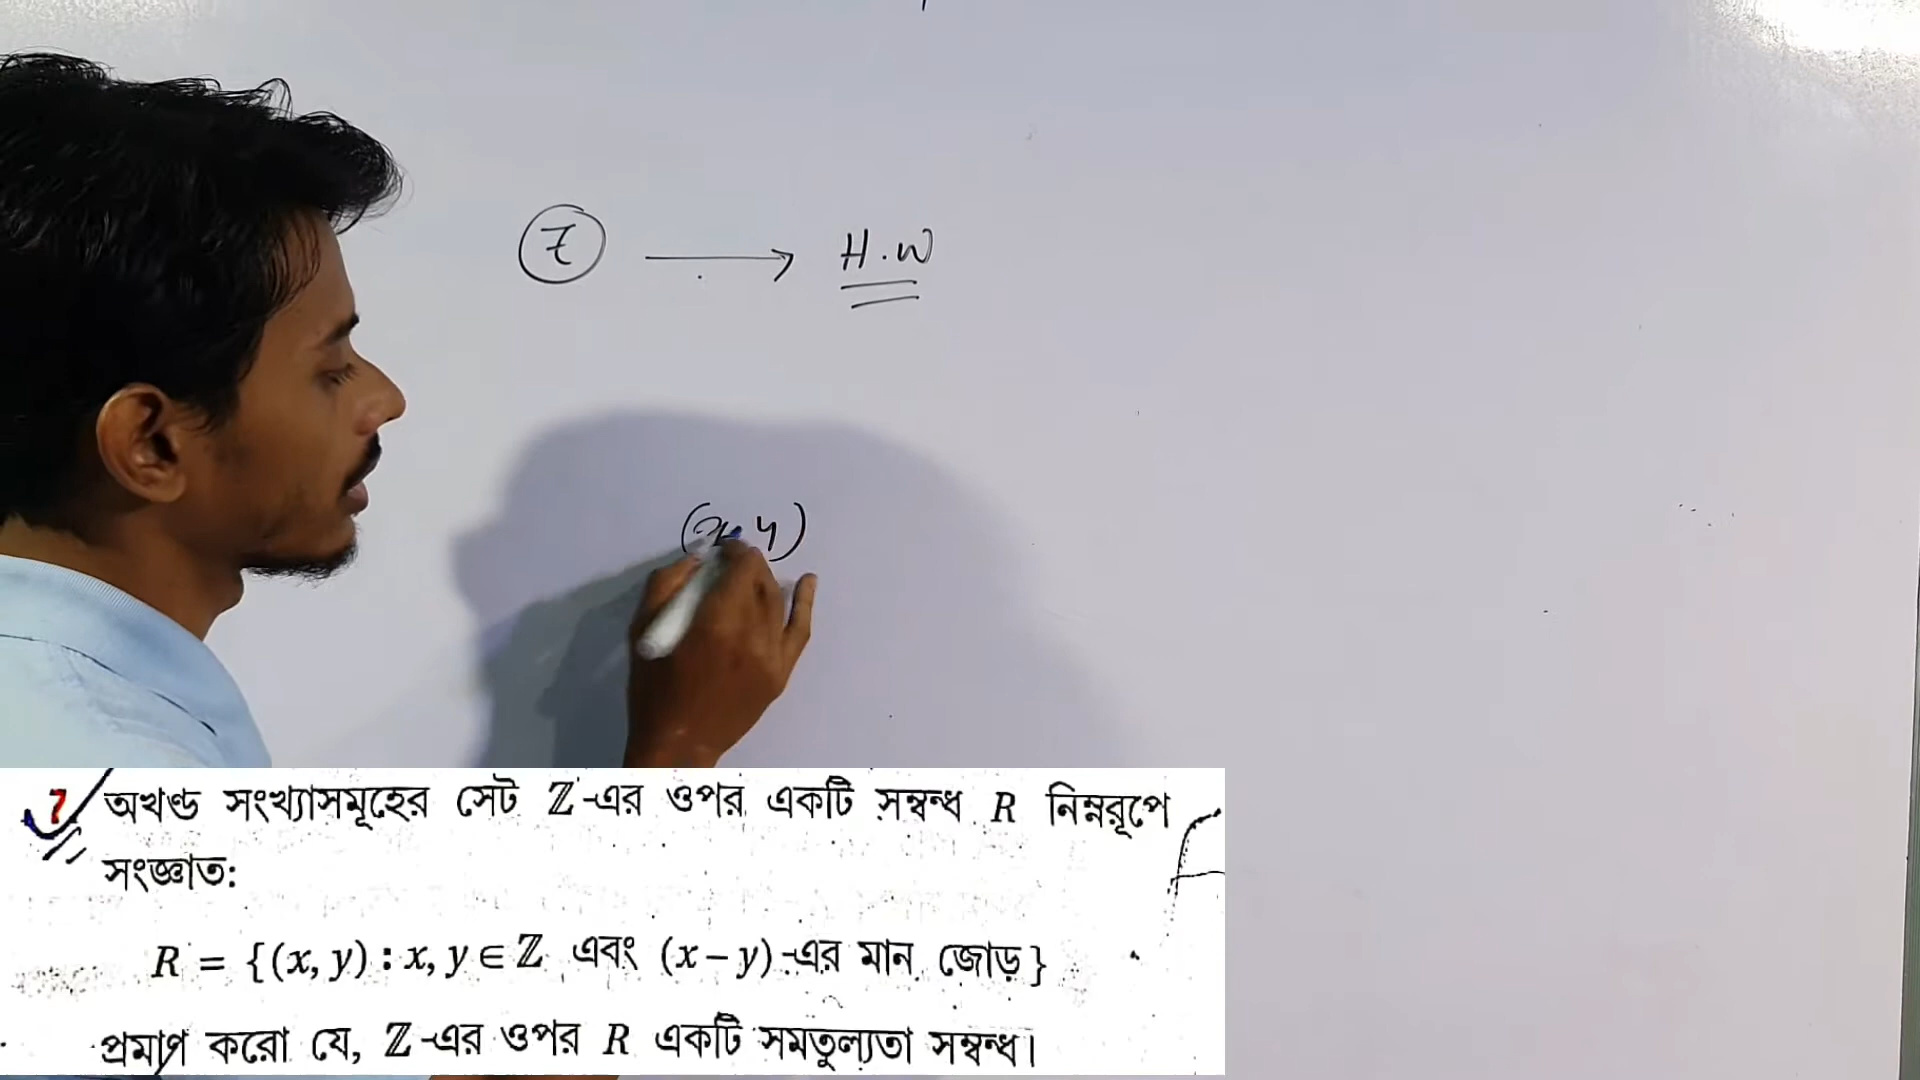 7 → H.W
(x, y)
7 অখণ্ড সংখ্যাসমূহের সেট ℤ-এর ওপর একটি সম্বন্ধ R নিম্নরূপে
সংজ্ঞাত:
R = {(x, y) : x, y ∈ ℤ এবং (x – y)-এর মান জোড়}
প্রমাণ করো যে, ℤ-এর ওপর R একটি সমতুল্যতা সম্বন্ধ।